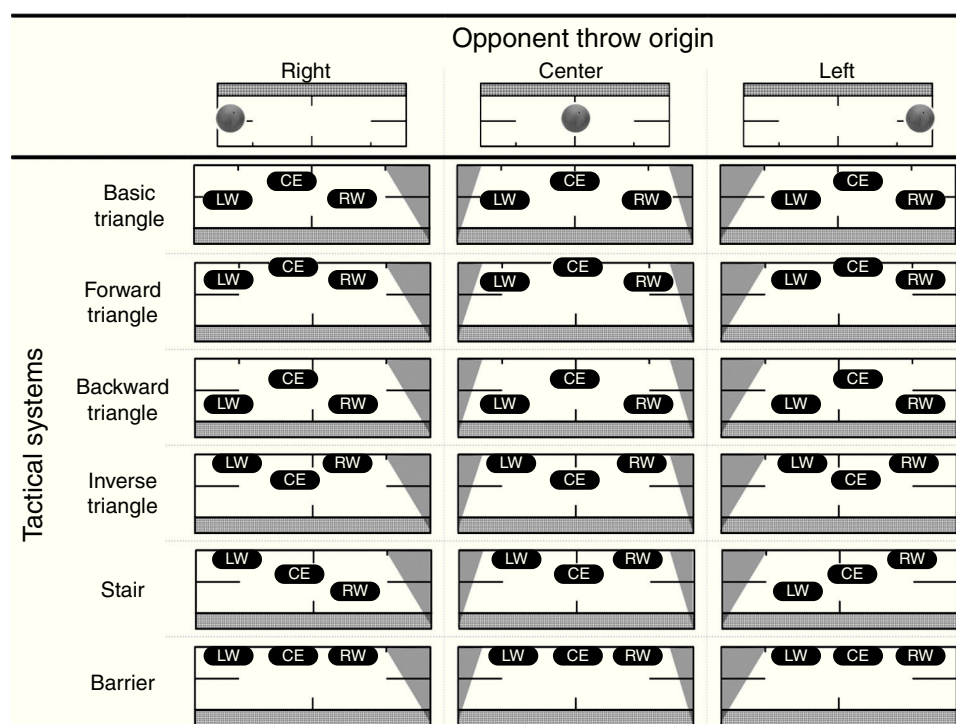 Opponent throw origin
Right Center Left
Basic
triangle
CE CE CE
LW RW LW RW LW RW
Forward
triangle
CE CE CE
LW RW LW RW LW RW
Tactical systems
Backward
triangle
CE CE CE
LW RW LW RW LW RW
Inverse
triangle
LW RW LW RW LW RW
CE CE CE
Stair
LW LW RW RW
CE CE CE
RW LW
Barrier
LW CE RW LW CE RW LW CE RW